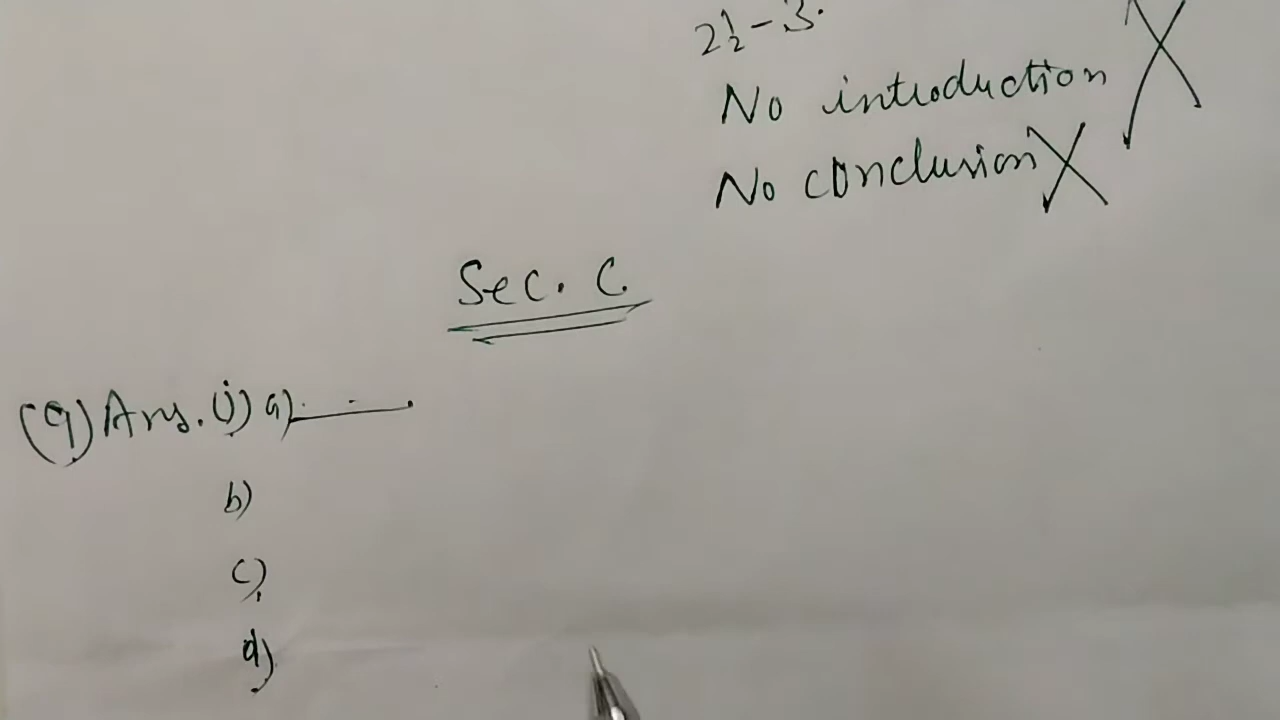 2½ - 3.
No introduction X
No conclusion X
Sec. C.
(9) Ans. (i) a)
b)
c)
d)